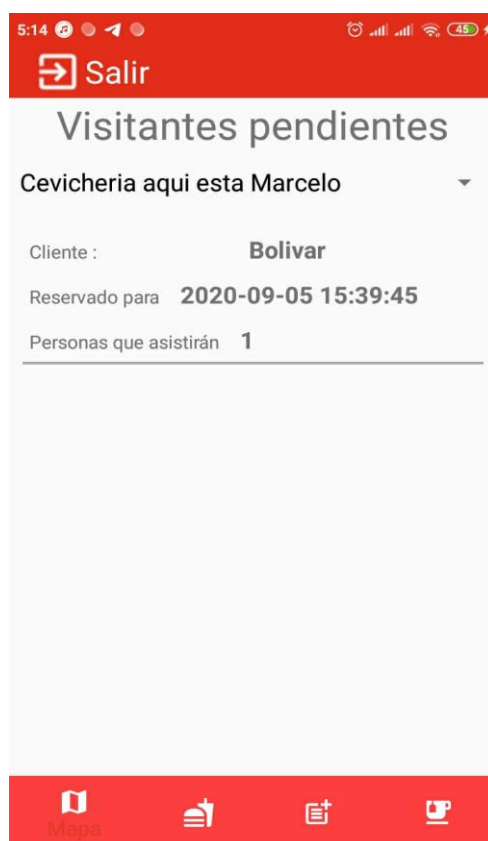 5:14 45
Salir
Visitantes pendientes
Cevicheria aqui esta Marcelo
Cliente : Bolivar
Reservado para 2020-09-05 15:39:45
Personas que asistirán 1
Mapa